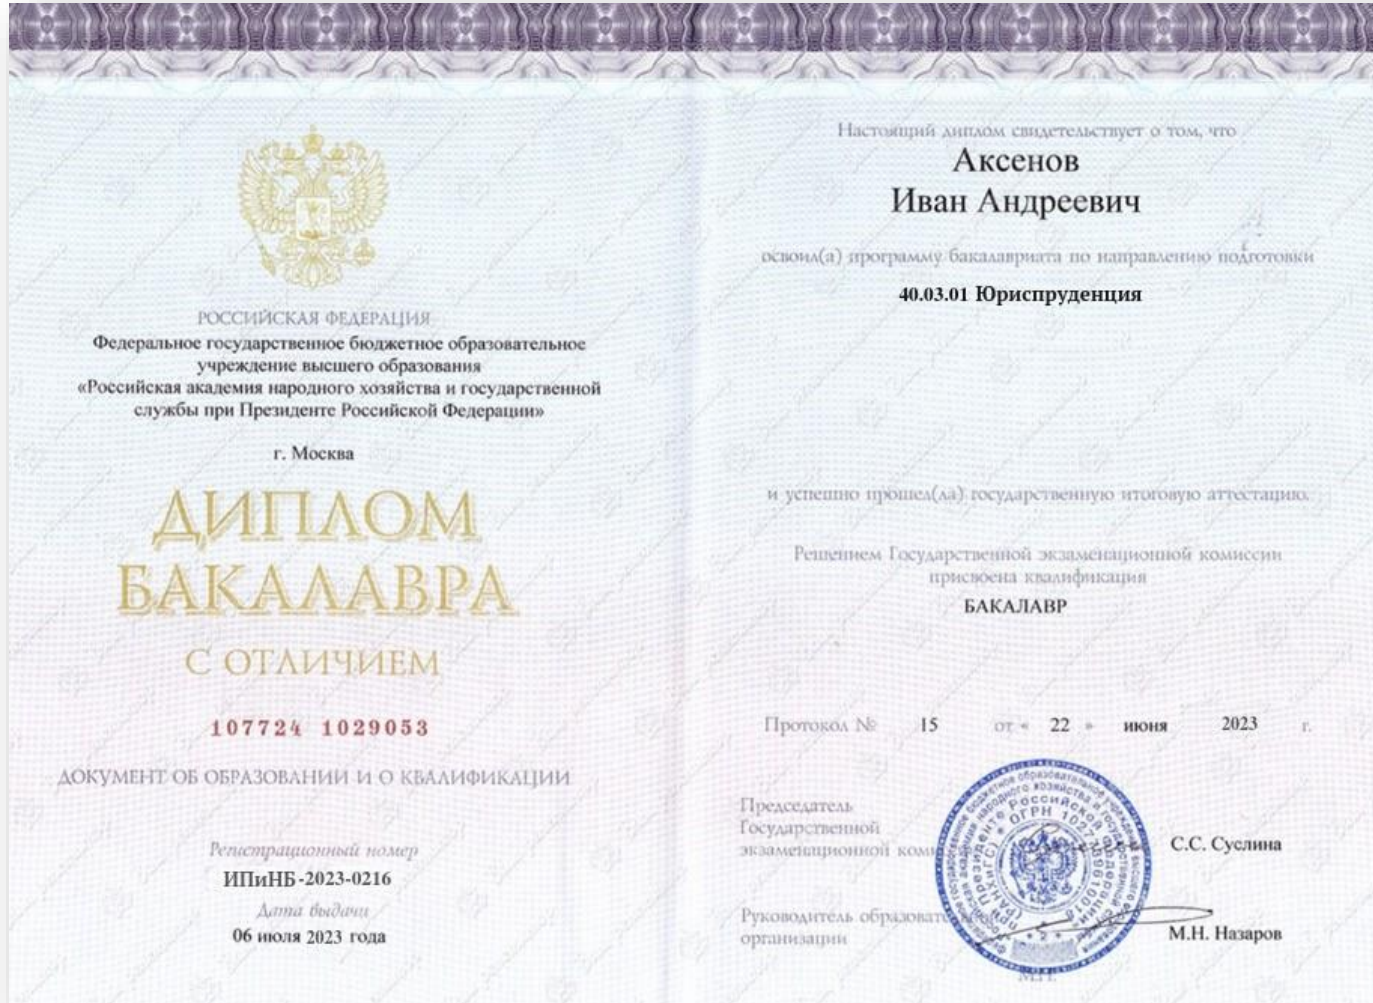 РОССИЙСКАЯ ФЕДЕРАЦИЯ
Федеральное государственное бюджетное образовательное
учреждение высшего образования
«Российская академия народного хозяйства и государственной
службы при Президенте Российской Федерации»
г. Москва
ДИПЛОМ
БАКАЛАВРА
С ОТЛИЧИЕМ
107724 1029053
ДОКУМЕНТ ОБ ОБРАЗОВАНИИ И О КВАЛИФИКАЦИИ
Регистрационный номер
ИПиНБ-2023-0216
Дата выдачи
06 июля 2023 года
Настоящий диплом свидетельствует о том, что
Аксенов
Иван Андреевич
освоил(а) программу бакалавриата по направлению подготовки
40.03.01 Юриспруденция
и успешно прошел(ла) государственную итоговую аттестацию.
Решением Государственной экзаменационной комиссии
присвоена квалификация
БАКАЛАВР
Протокол № 15 от « 22 » июня 2023 г.
Председатель
Государственной
экзаменационной
С.С. Суслина
Руководитель
организации
М.Н. Назаров
М.П.